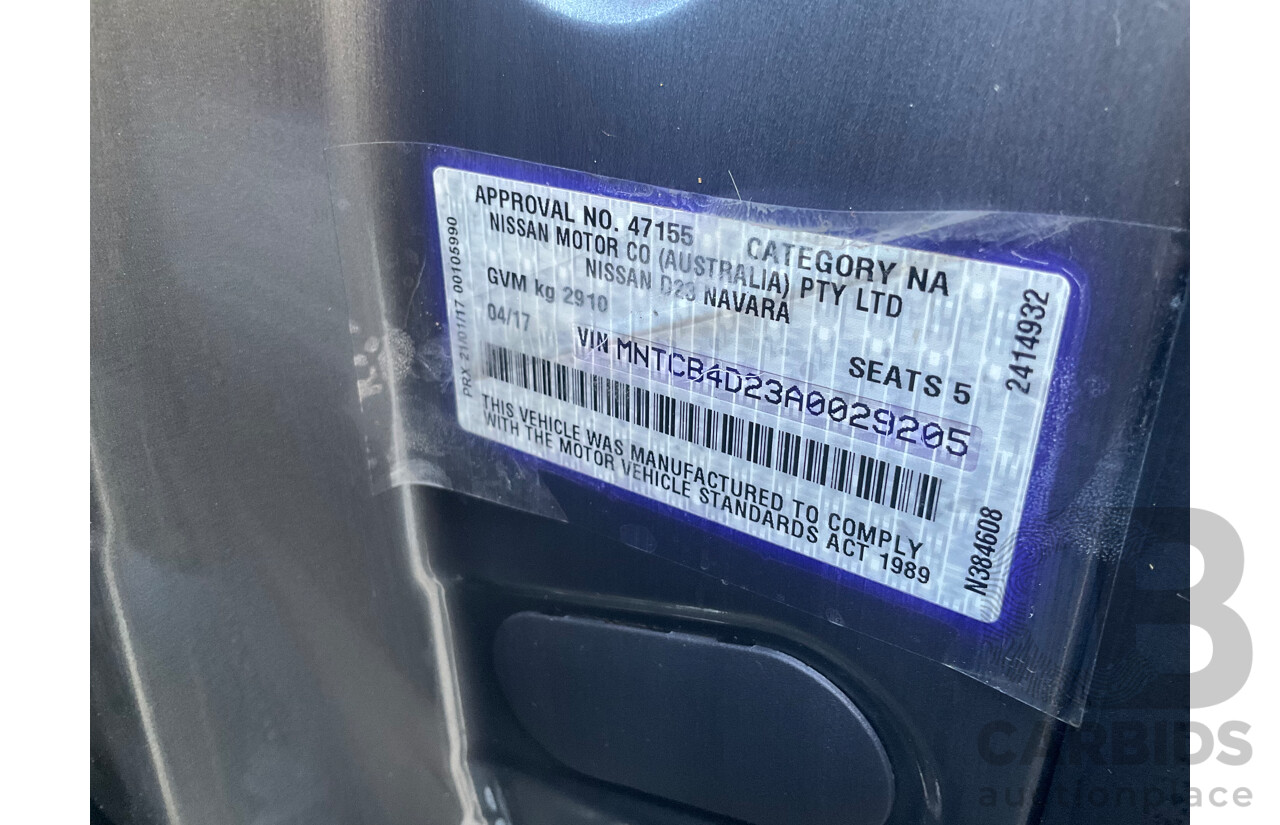 APPROVAL NO. 47155 CATEGORY NA
NISSAN MOTOR CO (AUSTRALIA) PTY LTD
NISSAN D23 NAVARA
GVM kg 2910
04/17
SEATS 5
VIN MNTCB4D23A0029205
THIS VEHICLE WAS MANUFACTURED TO COMPLY
WITH THE MOTOR VEHICLE STANDARDS ACT 1989
PRX 21/01/17 00105990
2414932
N384608
CARBIDS
auctionplace